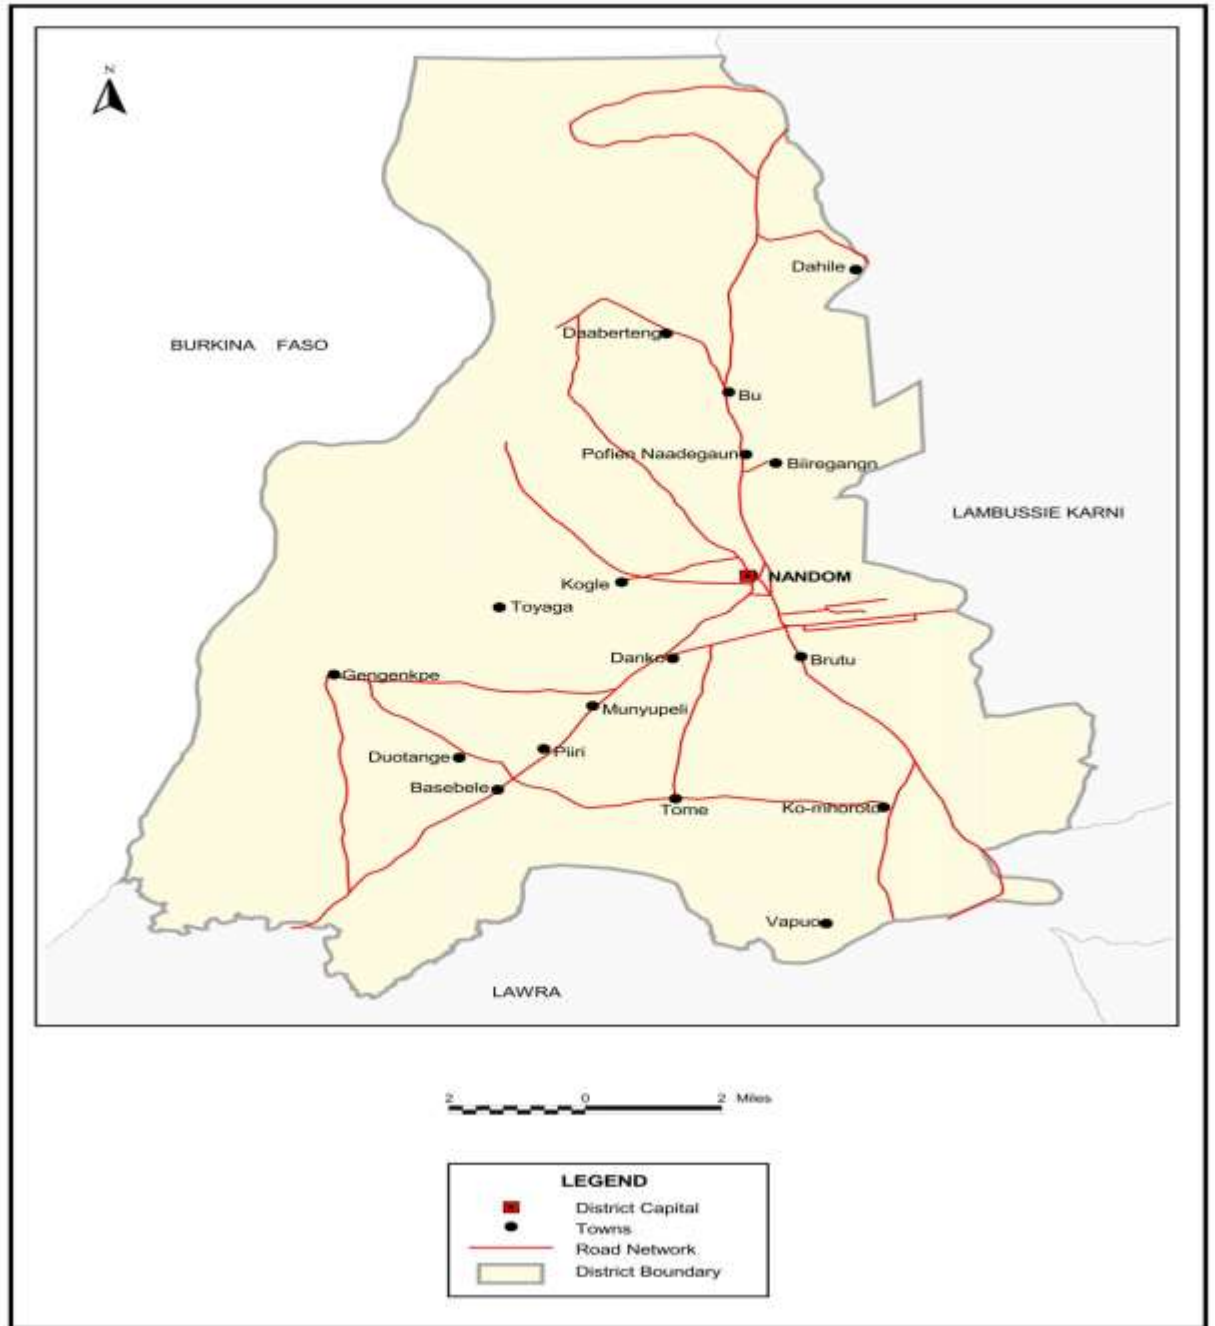 N
Dahile
BURKINA FASO
Daaberteng
Bu
Pofien Naadegaun
Biiregangn
LAMBUSSIE KARNI
NANDOM
Kogle
Toyaga
Danko
Brutu
Gengenkpe
Munyupeli
Piiri
Duotange
Basebele
Tome
Ko-mhoroto
Vapuo
LAWRA
2 0 2 Miles
LEGEND
District Capital
Towns
Road Network
District Boundary